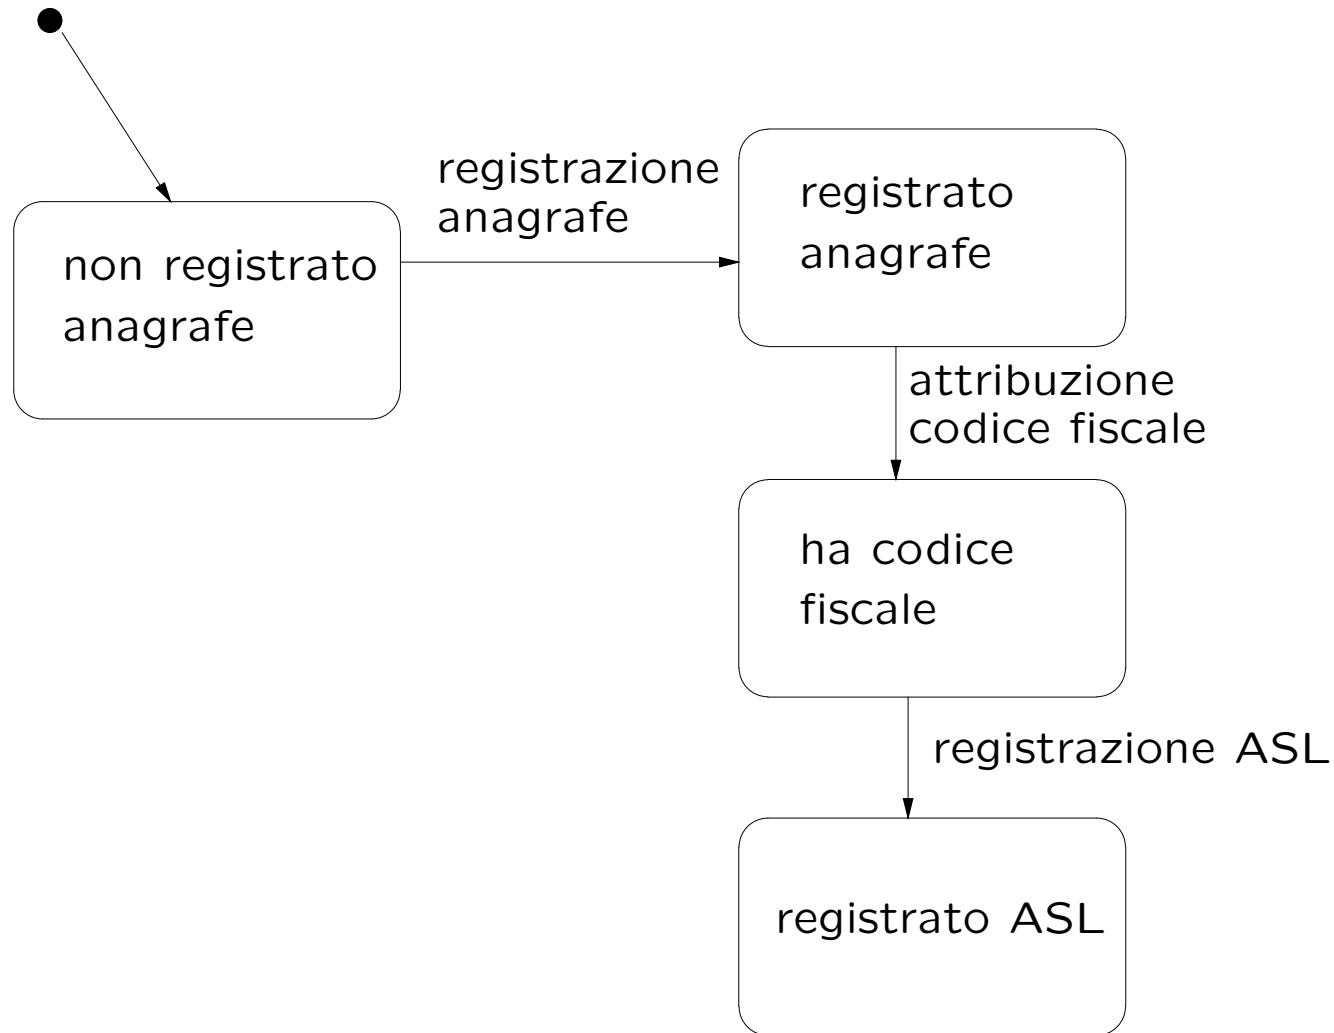 non registrato
anagrafe
registrazione
anagrafe
registrato
anagrafe
attribuzione
codice fiscale
ha codice
fiscale
registrazione ASL
registrato ASL